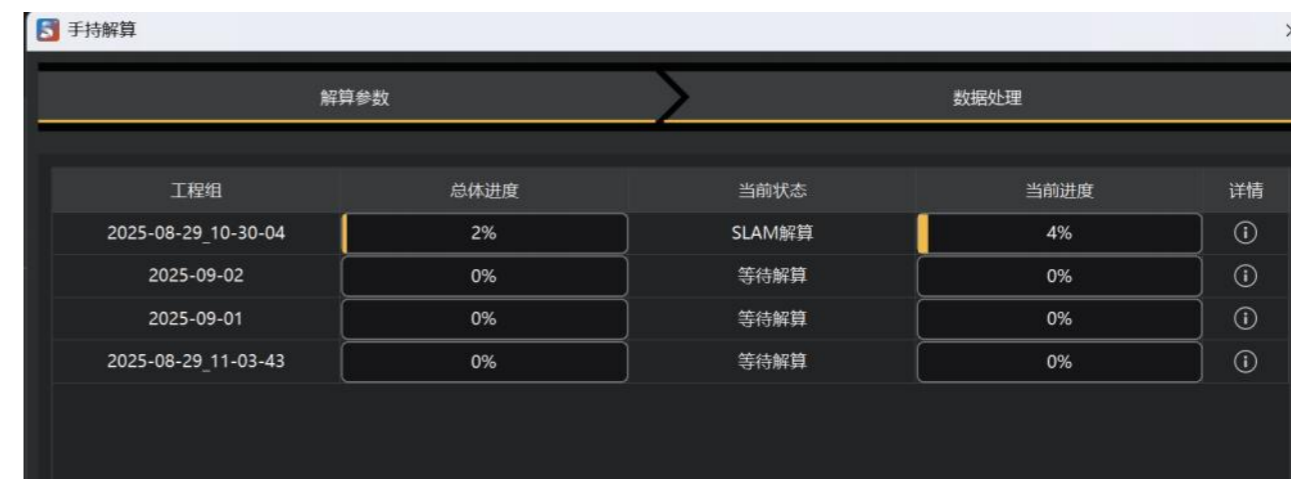 手持解算
解算参数 数据处理
工程组 总体进度 当前状态 当前进度 详情
2025-08-29_10-30-04 2% SLAM解算 4%
2025-09-02 0% 等待解算 0%
2025-09-01 0% 等待解算 0%
2025-08-29_11-03-43 0% 等待解算 0%